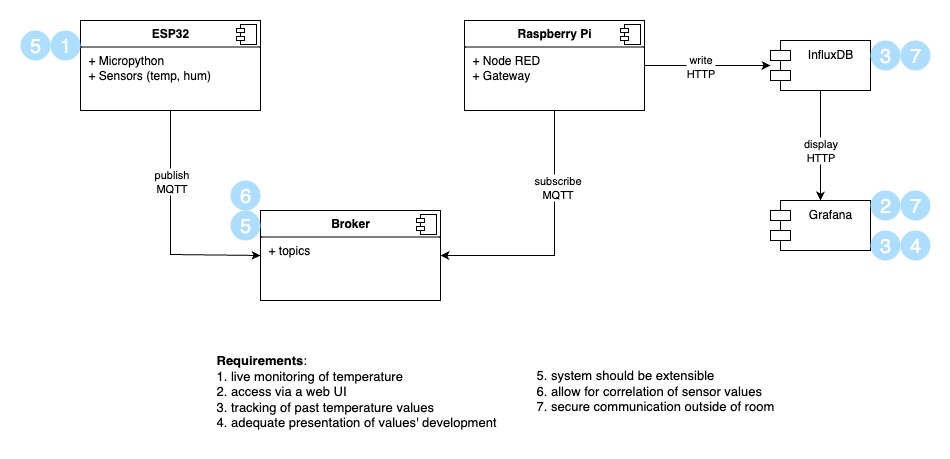 ESP32
5 1
+ Micropython
+ Sensors (temp, hum)
Raspberry Pi
+ Node RED
+ Gateway
write
HTTP
InfluxDB
3 7
display
HTTP
publish
MQTT
subscribe
MQTT
6
5
Broker
+ topics
Grafana
2 7
3 4
Requirements:
1. live monitoring of temperature
2. access via a web UI
3. tracking of past temperature values
4. adequate presentation of values' development
5. system should be extensible
6. allow for correlation of sensor values
7. secure communication outside of room